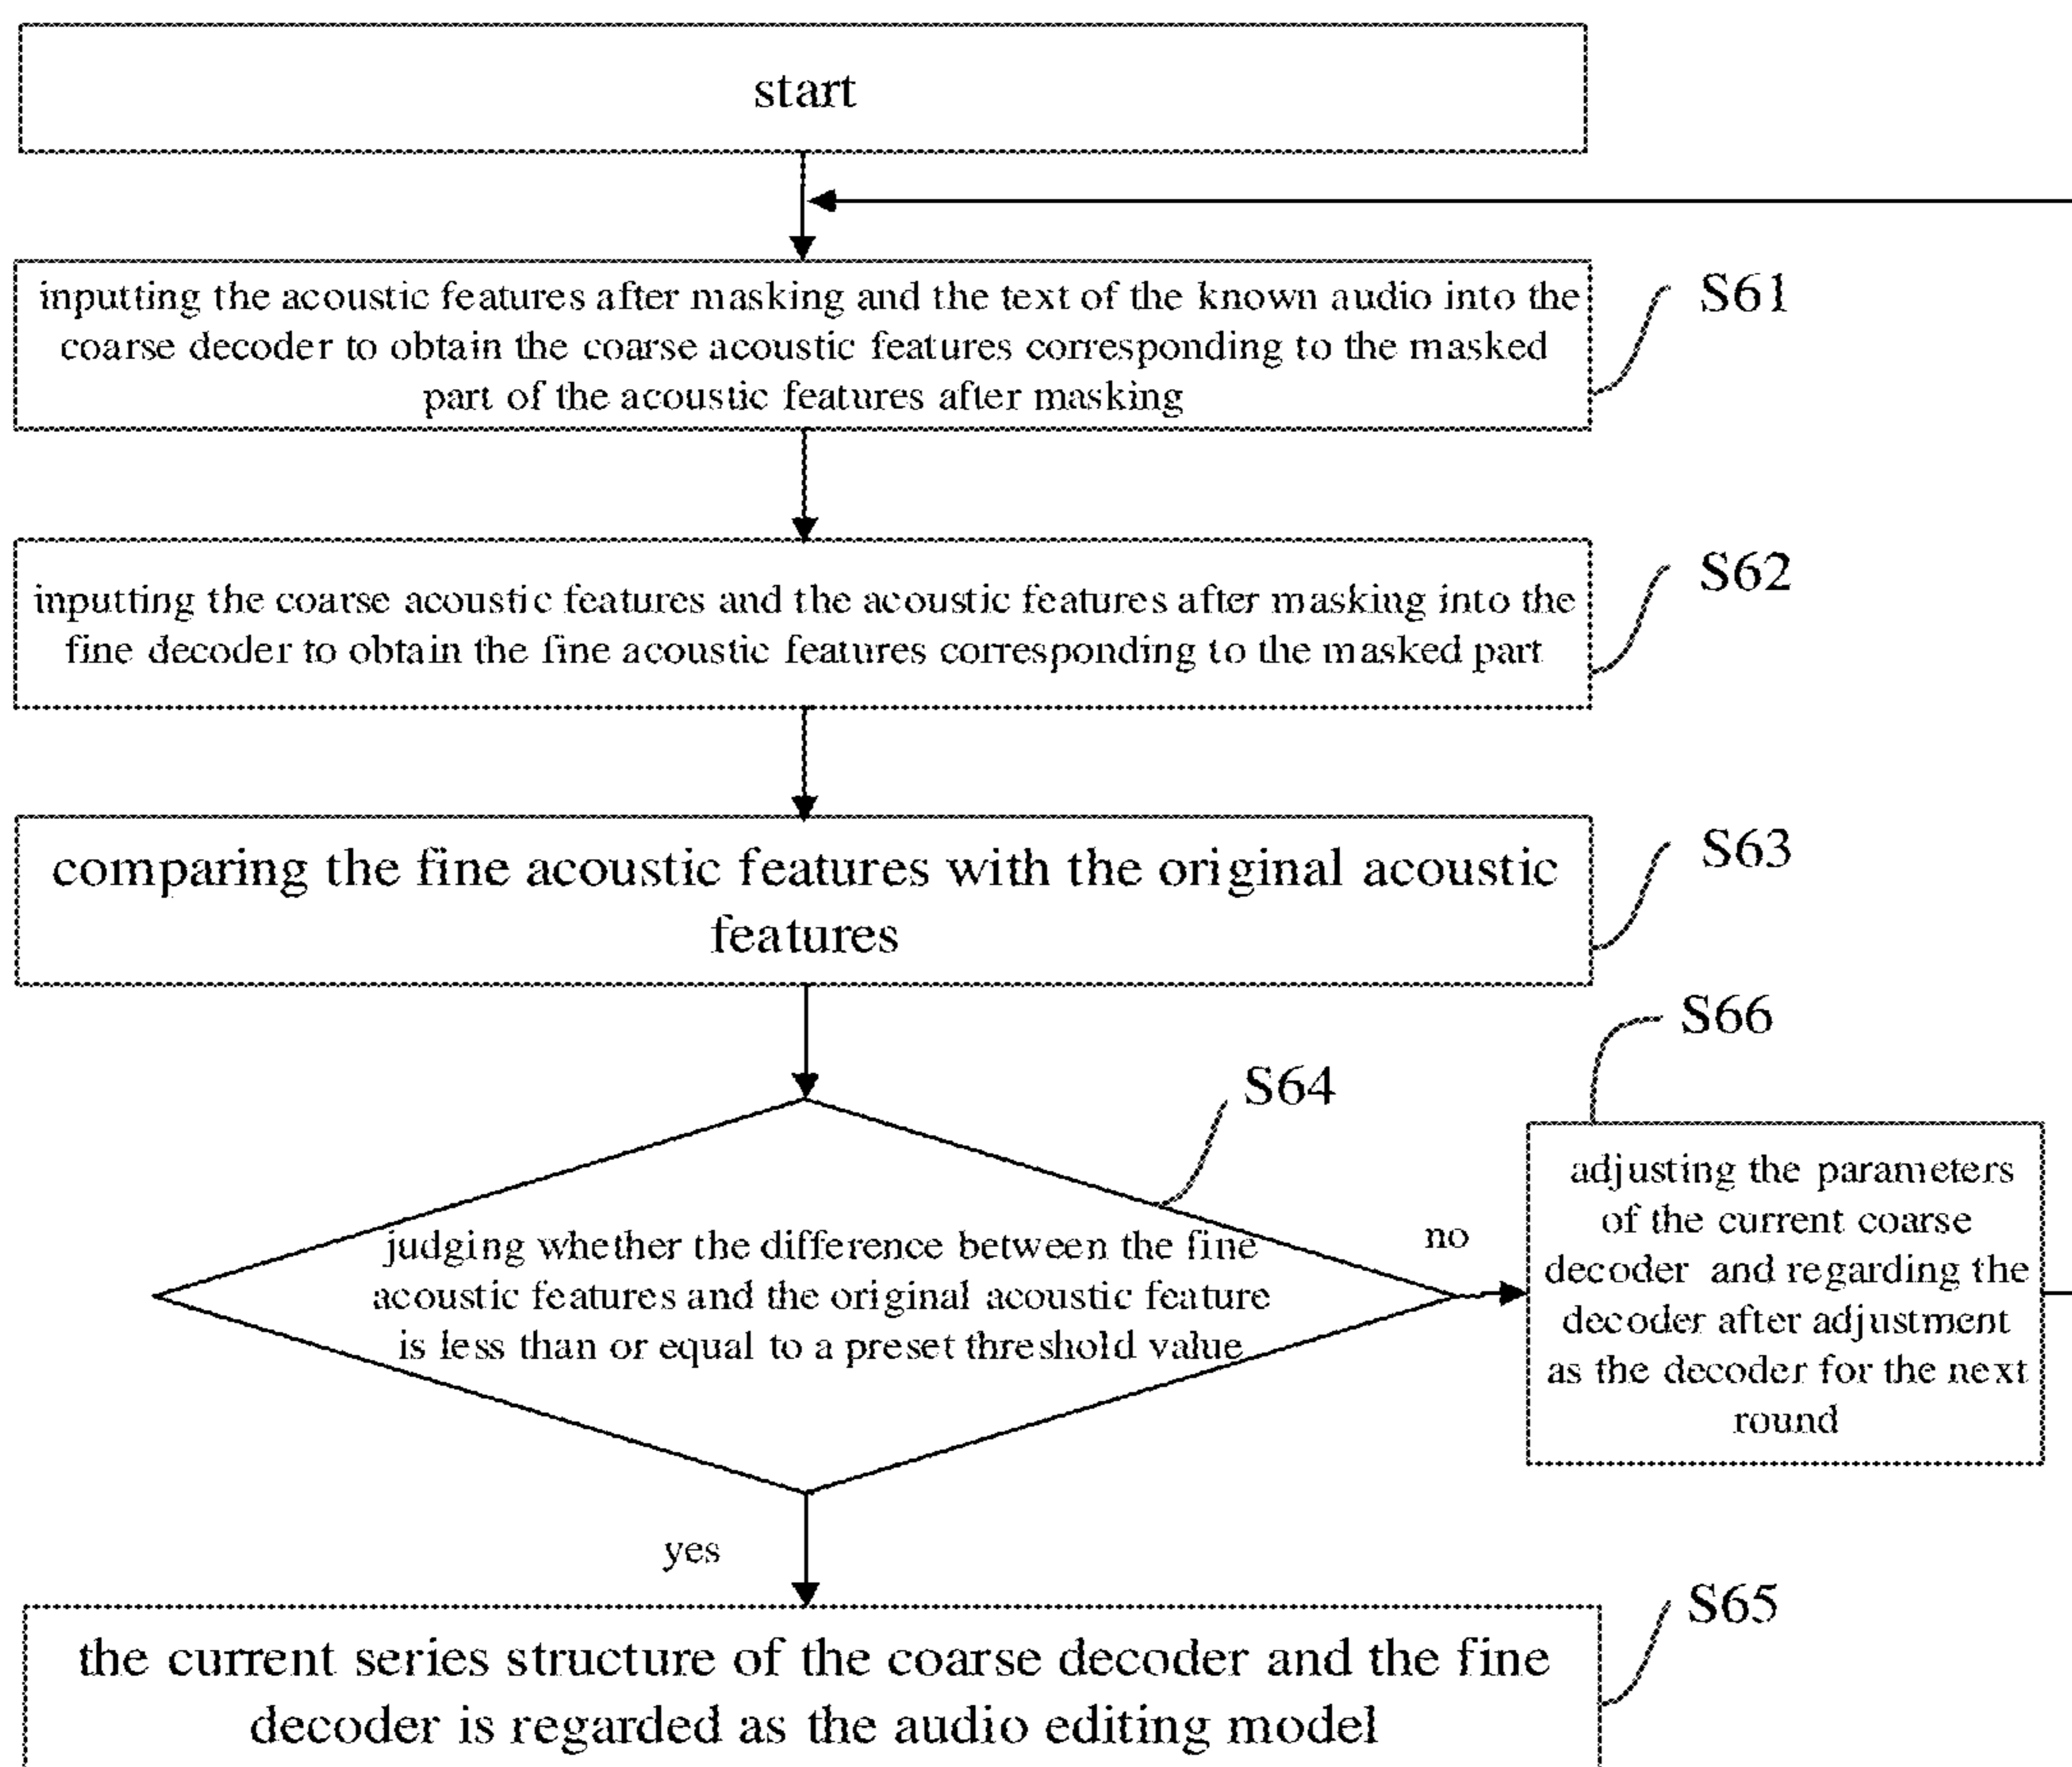 start
inputting the acoustic features after masking and the text of the known audio into the
coarse decoder to obtain the coarse acoustic features corresponding to the masked
part of the acoustic features after masking
S61
inputting the coarse acoustic features and the acoustic features after masking into the
fine decoder to obtain the fine acoustic features corresponding to the masked part
S62
comparing the fine acoustic features with the original acoustic
features
S63
judging whether the difference between the fine
acoustic features and the original acoustic feature
is less than or equal to a preset threshold value
S64
no
S66
adjusting the parameters
of the current coarse
decoder and regarding the
decoder after adjustment
as the decoder for the next
round
yes
the current series structure of the coarse decoder and the fine
decoder is regarded as the audio editing model
S65